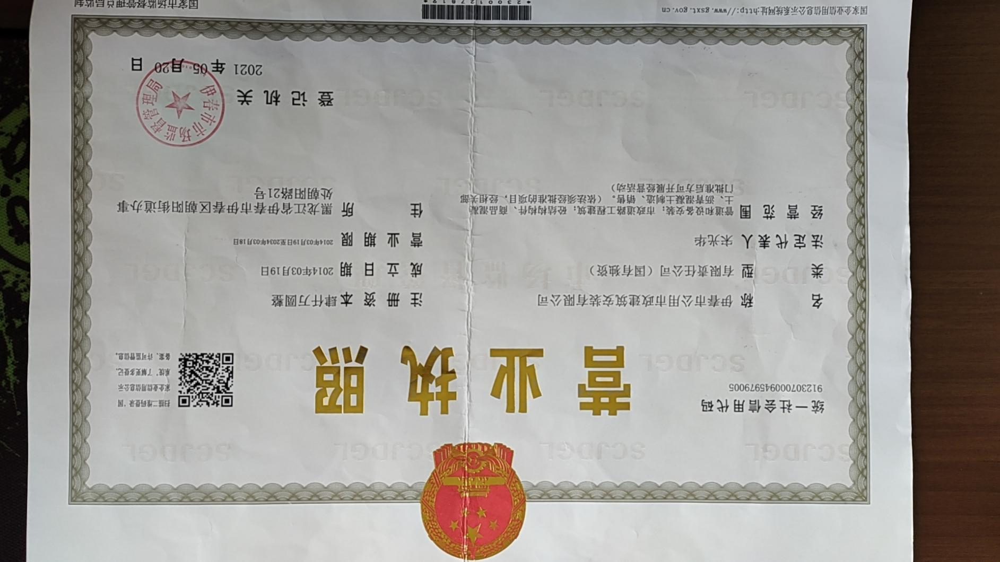 营业执照
统一社会信用代码
912307000945979005
扫描二维码登录‘国
家企业信用信息公示
系统’了解更多登记、
备案、许可监管信息。
名称 伊春市公用市政建筑安装有限公司
类型 有限责任公司（国有独资）
法定代表人 宋光华
经营范围 管道和设备安装；市政道路工程建筑；砼结构构件、商品混凝
土、沥青混凝土制造、销售。（依法须经批准的项目，经相关部
门批准后方可开展经营活动）
注册资本 肆仟万圆整
成立日期 2014年03月19日
营业期限 2014年03月19日至2034年03月18日
住所 黑龙江省伊春市伊春区朝阳街道办事
处朝阳路21号
登记机关
伊春市市场监督管理局
2021年05月20日
国家企业信用信息公示系统网址:http://www.gsxt.gov.cn
国家市场监督管理总局监制
SCJDGL